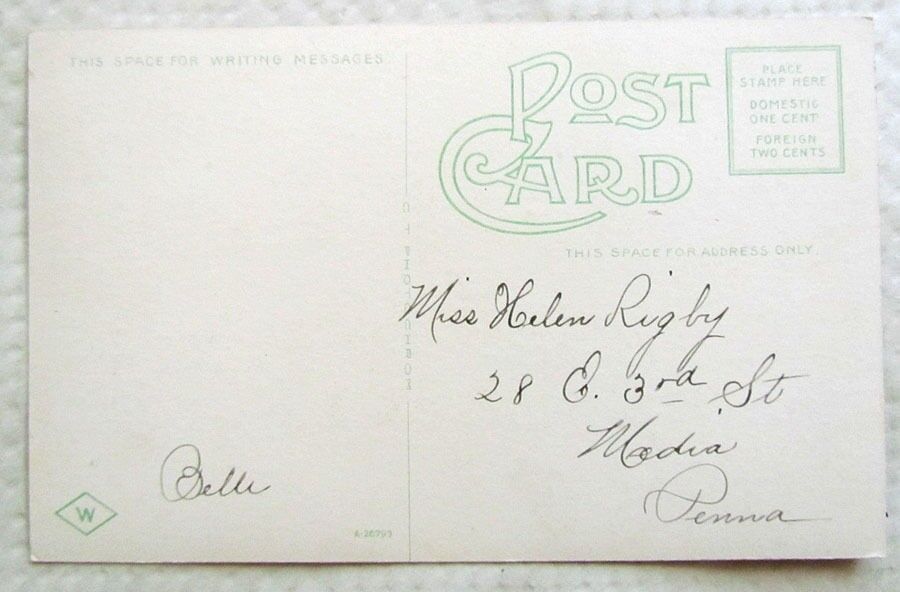 THIS SPACE FOR WRITING MESSAGES
POST
CARD
PLACE
STAMP HERE
DOMESTIC
ONE CENT
FOREIGN
TWO CENTS
THIS SPACE FOR ADDRESS ONLY.
Miss Helen Rigby
28 E. 3rd St
Media
Penna
Belle
W
A-26793